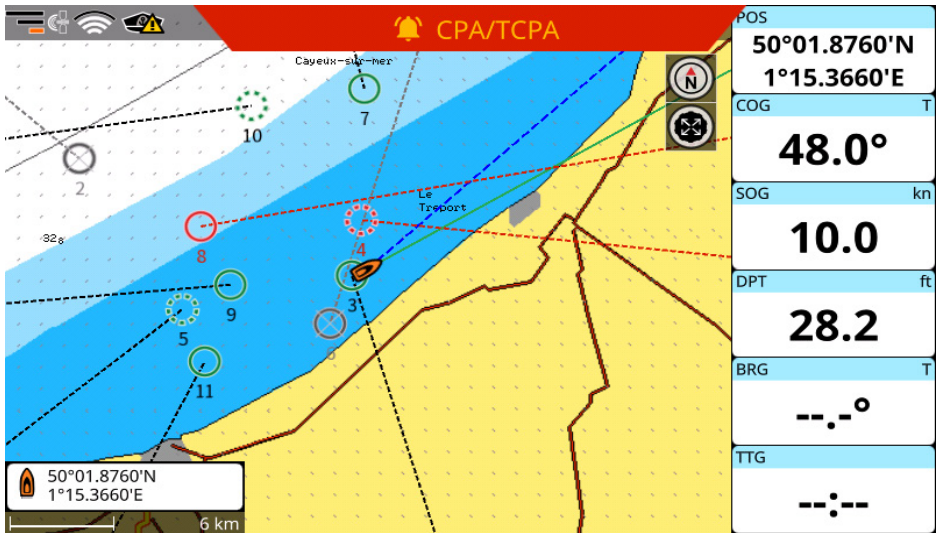 CPA/TCPA
POS
50°01.8760'N
1°15.3660'E
COG T
48.0°
SOG kn
10.0
DPT ft
28.2
BRG T
--.-°
TTG
--:--
Cayeux-sur-mer
N
7
10
2
Le
Treport
32₈
8
4
3
9
5
6
11
50°01.8760'N
1°15.3660'E
6 km